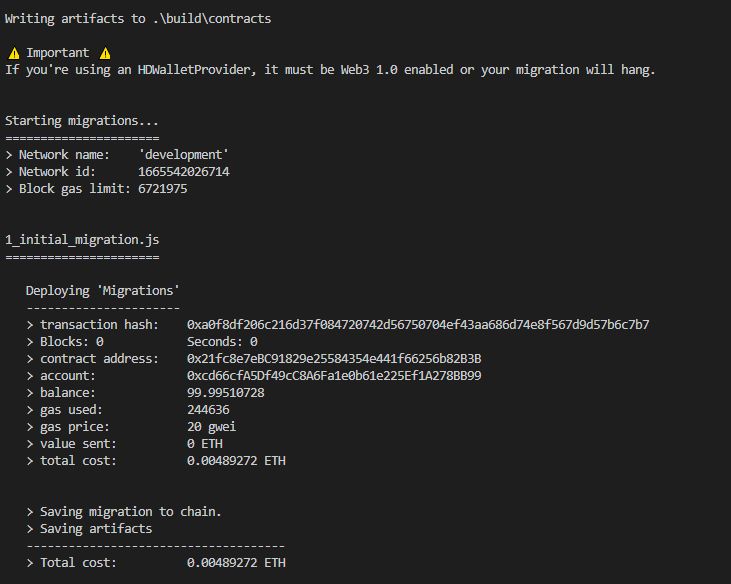 Writing artifacts to .\build\contracts
⚠️ Important ⚠️
If you're using an HDWalletProvider, it must be Web3 1.0 enabled or your migration will hang.
Starting migrations...
======================
> Network name:    'development'
> Network id:      1665542026714
> Block gas limit: 6721975
1_initial_migration.js
======================
Deploying 'Migrations'
----------------------
> transaction hash:    0xa0f8df206c216d37f084720742d56750704ef43aa686d74e8f567d9d57b6c7b7
> Blocks: 0            Seconds: 0
> contract address:    0x21fc8e7eBC91829e25584354e441f66256b82B3B
> account:             0xcd66cfA5Df49cC8A6Fa1e0b61e225Ef1A278BB99
> balance:             99.99510728
> gas used:            244636
> gas price:           20 gwei
> value sent:          0 ETH
> total cost:          0.00489272 ETH
> Saving migration to chain.
> Saving artifacts
-------------------------------------
> Total cost:          0.00489272 ETH